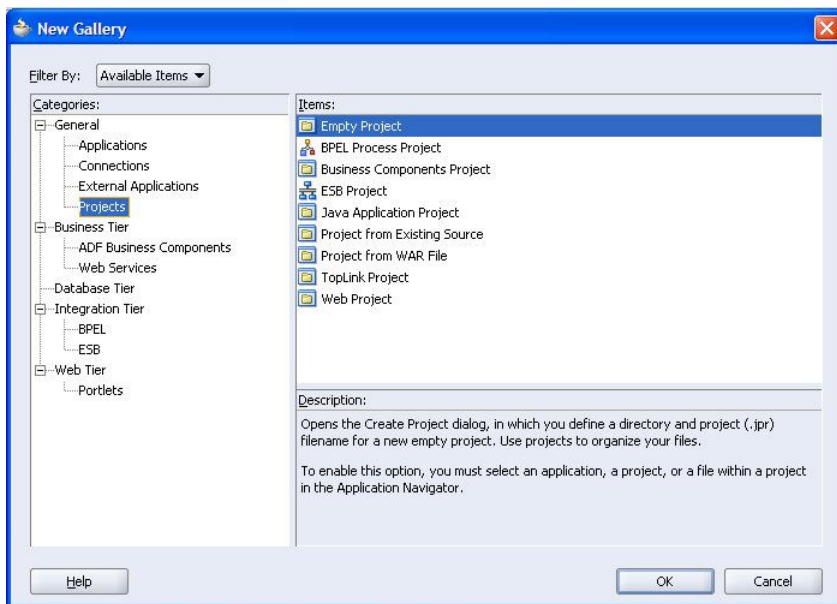 New Gallery
Filter By: Available Items
Categories:
General
Applications
Connections
External Applications
Projects
Business Tier
ADF Business Components
Web Services
Database Tier
Integration Tier
BPEL
ESB
Web Tier
Portlets
Items:
Empty Project
BPEL Process Project
Business Components Project
ESB Project
Java Application Project
Project from Existing Source
Project from WAR File
TopLink Project
Web Project
Description:
Opens the Create Project dialog, in which you define a directory and project (.jpr)
filename for a new empty project. Use projects to organize your files.
To enable this option, you must select an application, a project, or a file within a project
in the Application Navigator.
Help
OK
Cancel